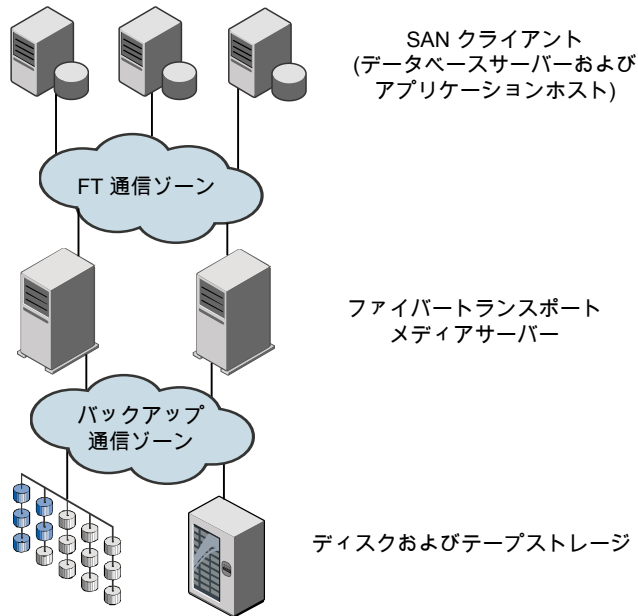 SAN クライアント
(データベースサーバーおよび
アプリケーションホスト)
FT 通信ゾーン
ファイバートランスポート
メディアサーバー
バックアップ
通信ゾーン
ディスクおよびテープストレージ